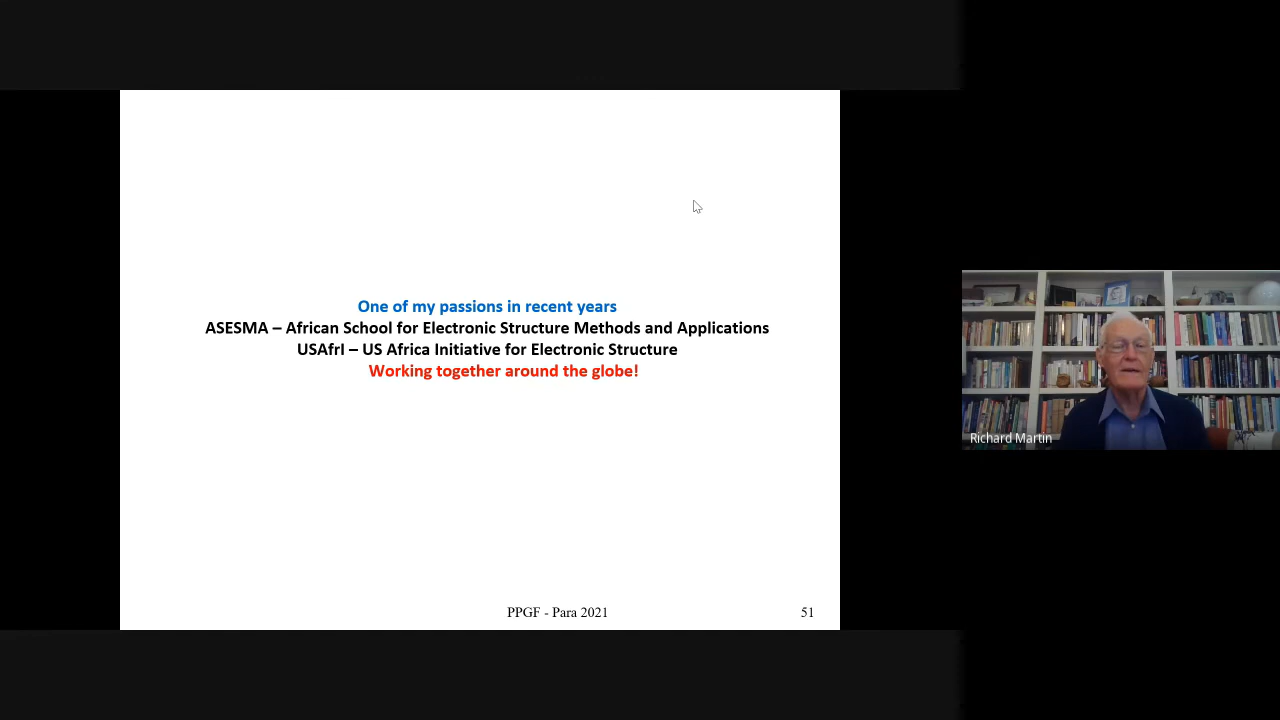 One of my passions in recent years
ASESMA – African School for Electronic Structure Methods and Applications
USAfrI – US Africa Initiative for Electronic Structure
Working together around the globe!
PPGF - Para 2021
51
Richard Martin